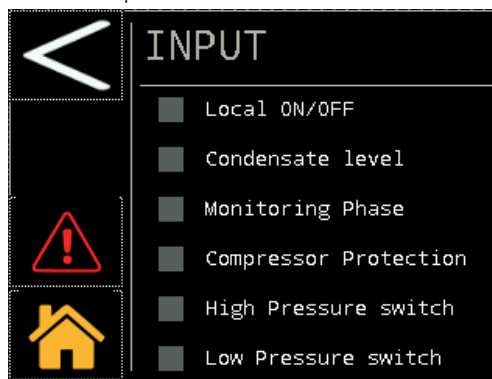 INPUT
Local ON/OFF
Condensate level
Monitoring Phase
Compressor Protection
High Pressure switch
Low Pressure switch